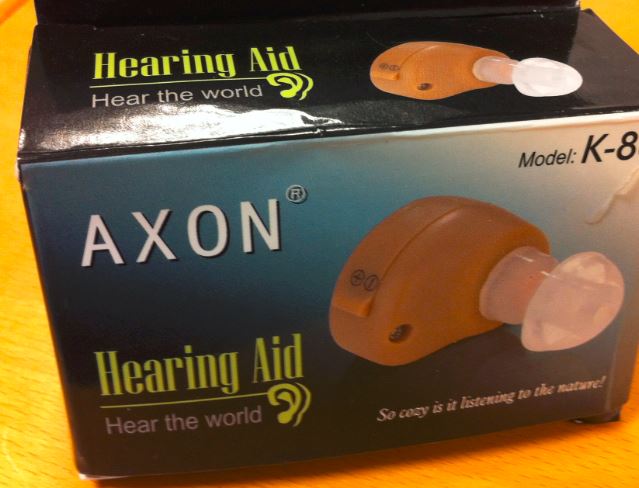 Hearing Aid
Hear the world
Model: K-8
AXON®
Hearing Aid
Hear the world
So cozy is it listening to the nature!